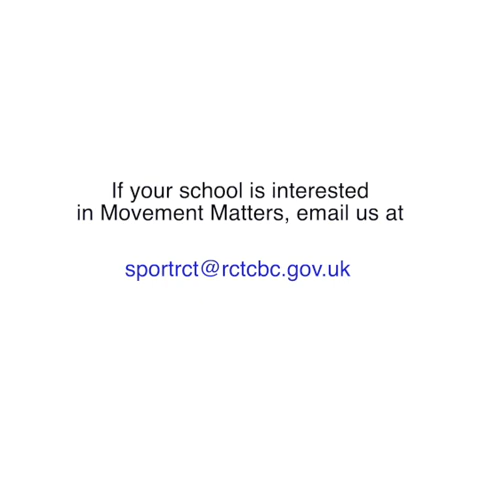 If your school is interested
in Movement Matters, email us at
sportrct@rctcbc.gov.uk